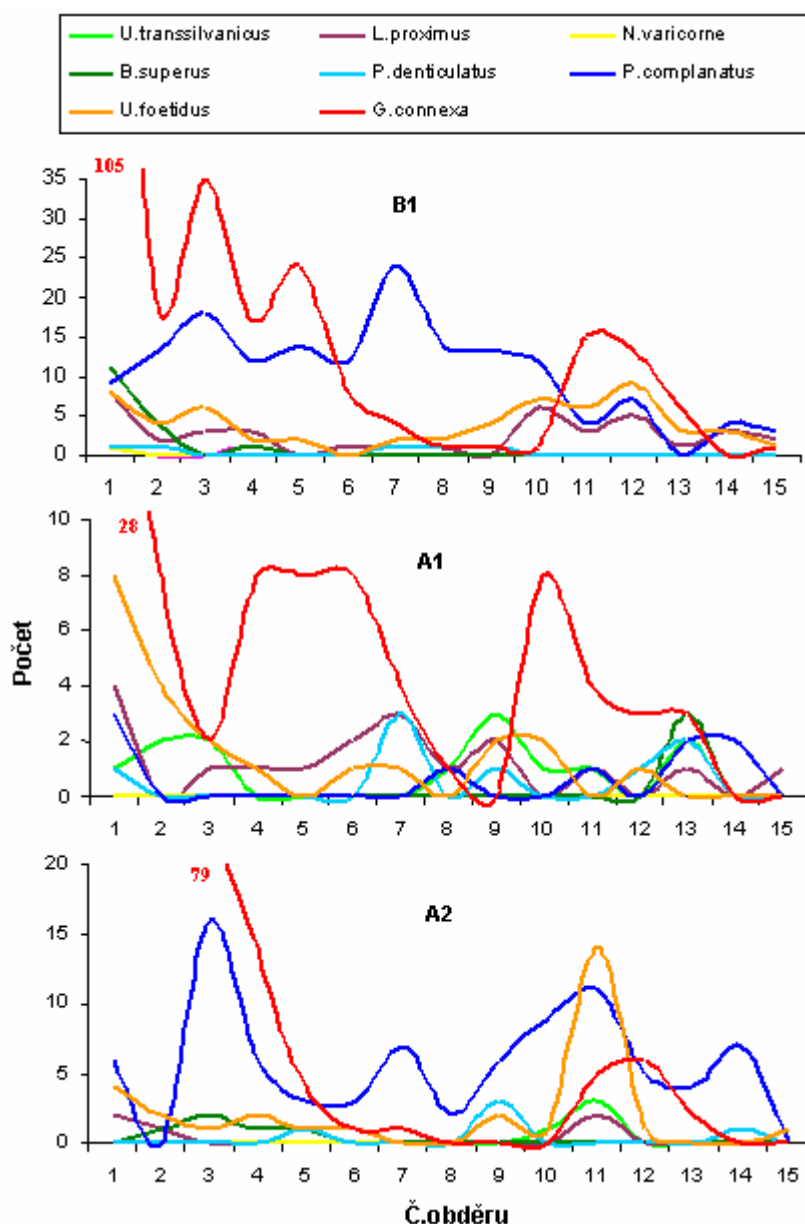 U.transsilvanicus L.proximus N.varicorne
B.superus P.denticulatus P.complanatus
U.foetidus G.connexa
105
B1
35
30
25
20
15
10
5
0
1 2 3 4 5 6 7 8 9 10 11 12 13 14 15
28
A1
Počet
10
8
6
4
2
0
1 2 3 4 5 6 7 8 9 10 11 12 13 14 15
79
A2
20
15
10
5
0
1 2 3 4 5 6 7 8 9 10 11 12 13 14 15
Č.obděru